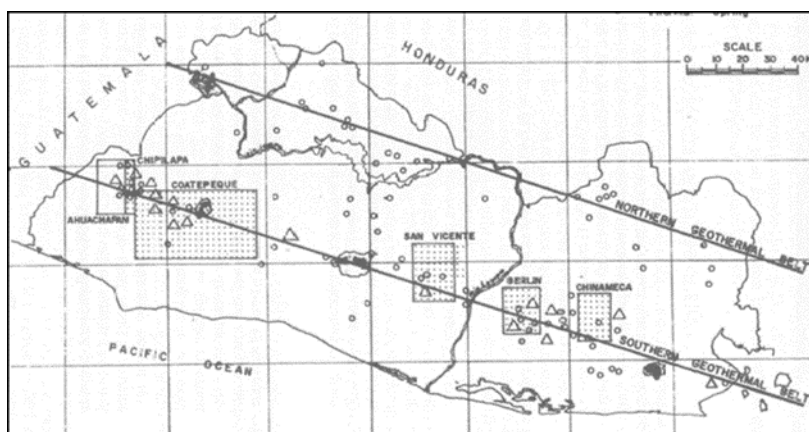 Spring
SCALE
0 10 20 30 40
GUATEMALA
HONDURAS
CHIPILAPA
COATEPEQUE
AHUACHAPAN
SAN VICENTE
BERLIN
CHINAMECA
NORTHERN GEOTHERMAL BELT
SOUTHERN GEOTHERMAL BELT
PACIFIC OCEAN